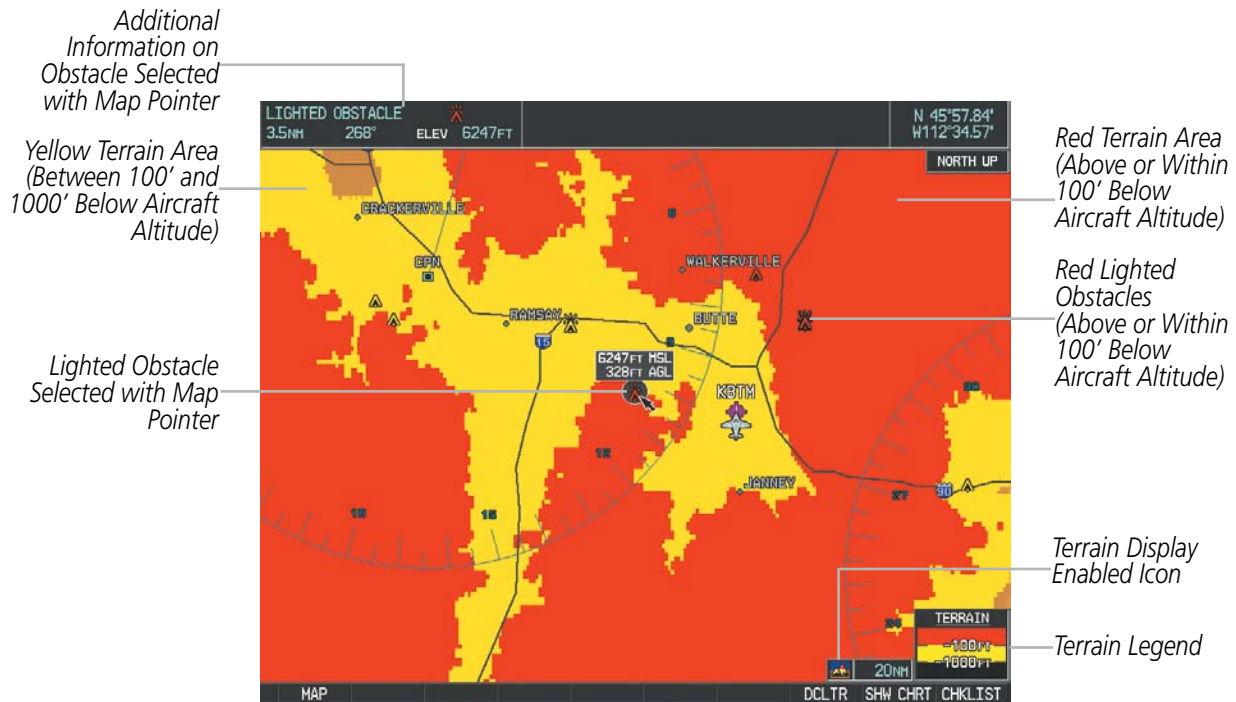 Additional
Information on
Obstacle Selected
with Map Pointer
Yellow Terrain Area
(Between 100’ and
1000’ Below Aircraft
Altitude)
Lighted Obstacle
Selected with Map
Pointer
LIGHTED OBSTACLE
3.5NM 268° ELEV 6247FT
N 45°57.84'
W112°34.57'
NORTH UP
CRACKERVILLE
CPN
WALKERVILLE
RAMSAY
BUTTE
15
6247FT MSL
328FT AGL
KBTM
12
JANNEY
27
90
15
TERRAIN
-100FT
-1000FT
20NM
MAP
DCLTR SHW CHRT CHKLIST
Red Terrain Area
(Above or Within
100’ Below
Aircraft Altitude)
Red Lighted
Obstacles
(Above or Within
100’ Below
Aircraft Altitude)
Terrain Display
Enabled Icon
Terrain Legend